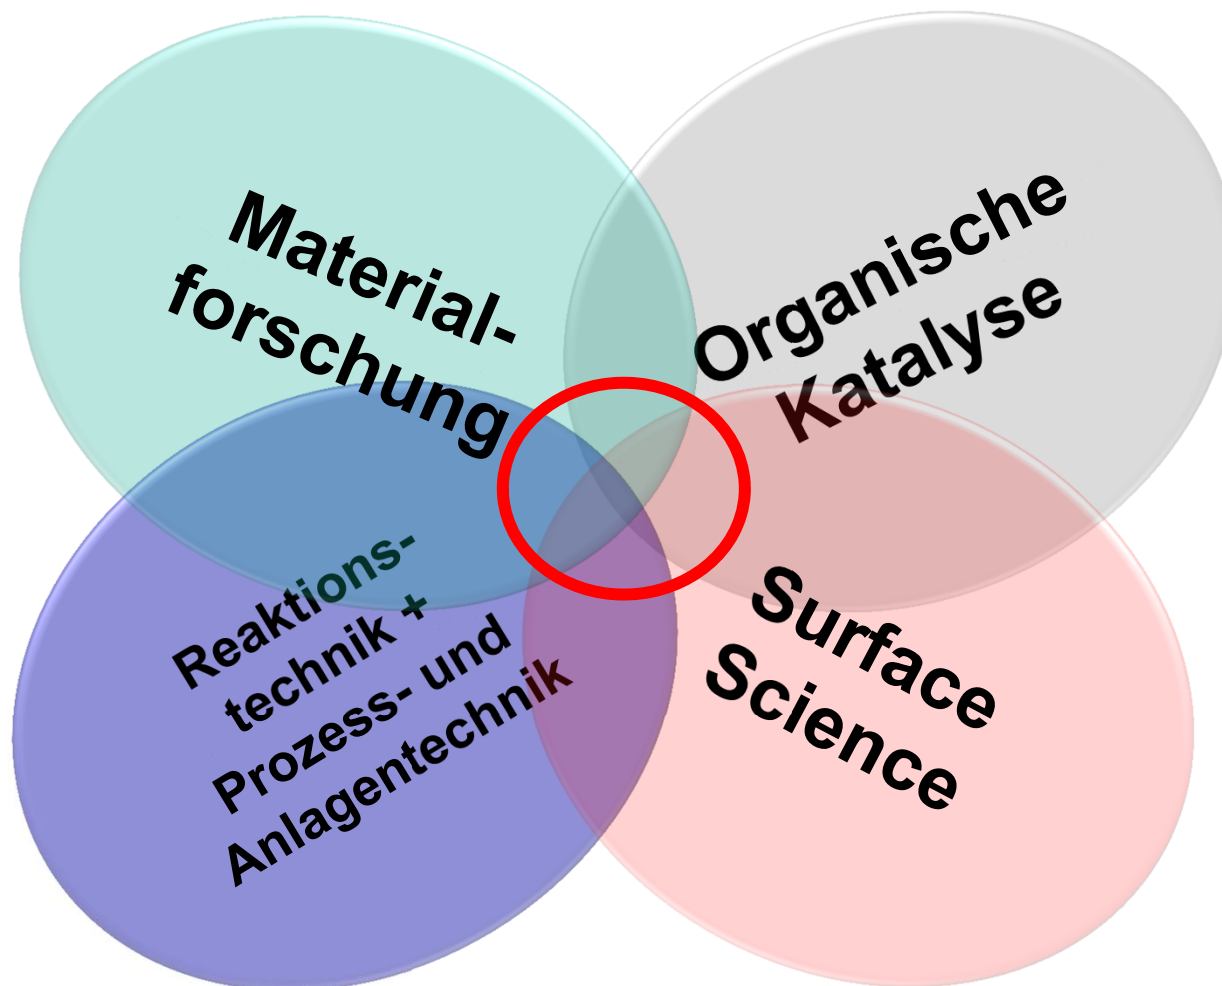 Material-
forschung
Organische
Katalyse
Reaktions-
technik +
Prozess- und
Anlagentechnik
Surface
Science